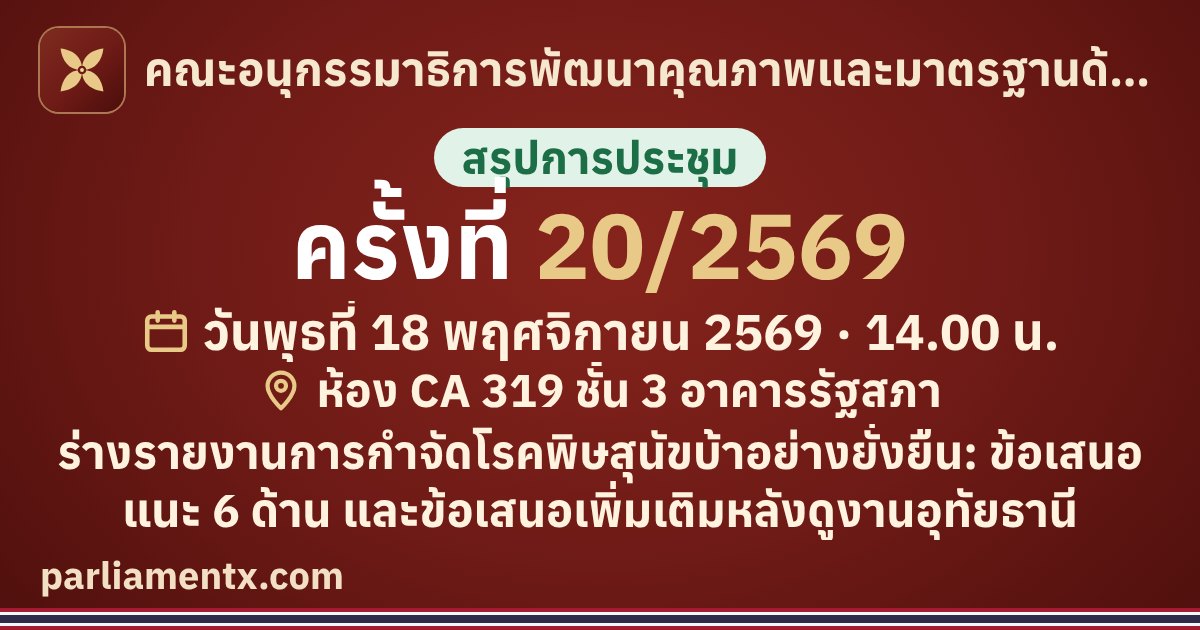 คณะอนุกรรมาธิการพัฒนาคุณภาพและมาตรฐานด้...
สรุปการประชุม
ครั้งที่ 20/2569
วันพุธที่ 18 พฤศจิกายน 2569 · 14.00 น.
ห้อง CA 319 ชั้น 3 อาคารรัฐสภา
ร่างรายงานการกำจัดโรคพิษสุนัขบ้าอย่างยั่งยืน: ข้อเสนอ
แนะ 6 ด้าน และข้อเสนอเพิ่มเติมหลังดูงานอุทัยธานี
parliamentx.com